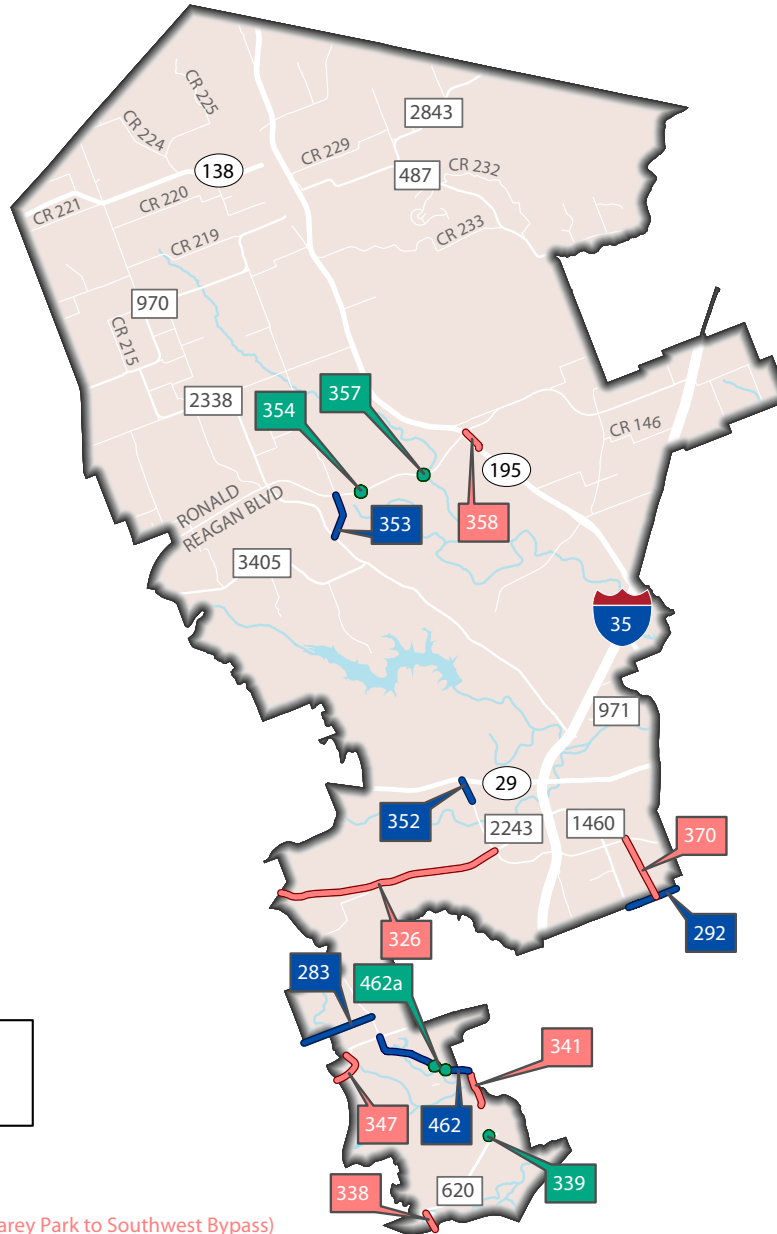 CR 225
2843
CR 224
CR 229
138
487
CR 232
CR 220
CR 221
CR 233
CR 219
970
CR 215
357
2338
354
CR 146
195
RONALD
REAGAN BLVD
353
358
3405
35
971
29
352
2243
1460
370
326
292
283
462a
341
347
462
339
338
620
arey Park to Southwest Bypass)